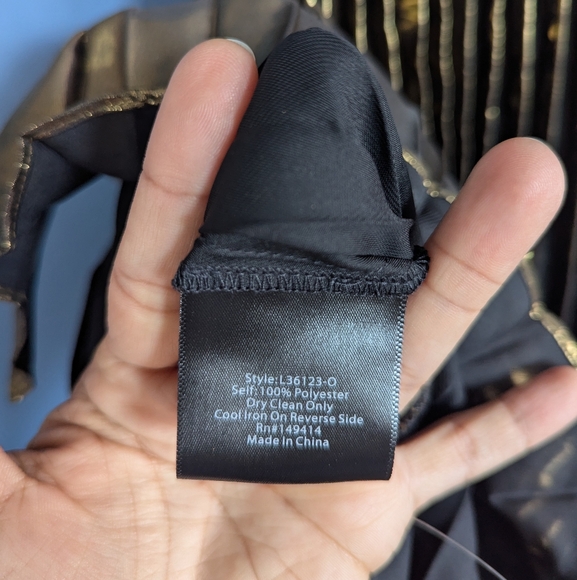 Style:L36123-O
Self:100% Polyester
Dry Clean Only
Cool Iron On Reverse Side
Rn#149414
Made In China